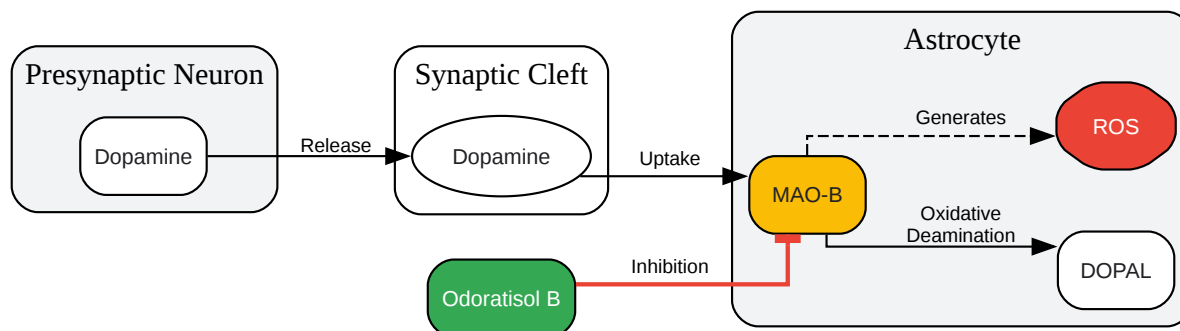 Presynaptic Neuron
Dopamine
Release
Synaptic Cleft
Dopamine
Uptake
Astrocyte
MAO-B
Generates
ROS
Oxidative
Deamination
DOPAL
Inhibition
Odoratisol B